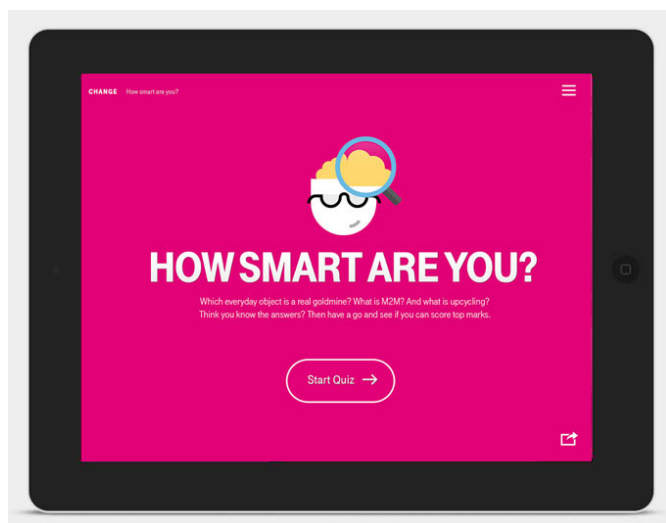 CHANGE How smart are you?
HOW SMART ARE YOU?
Which everyday object is a real goldmine? What is M2M? And what is upcycling?
Think you know the answers? Then have a go and see if you can score top marks.
Start Quiz